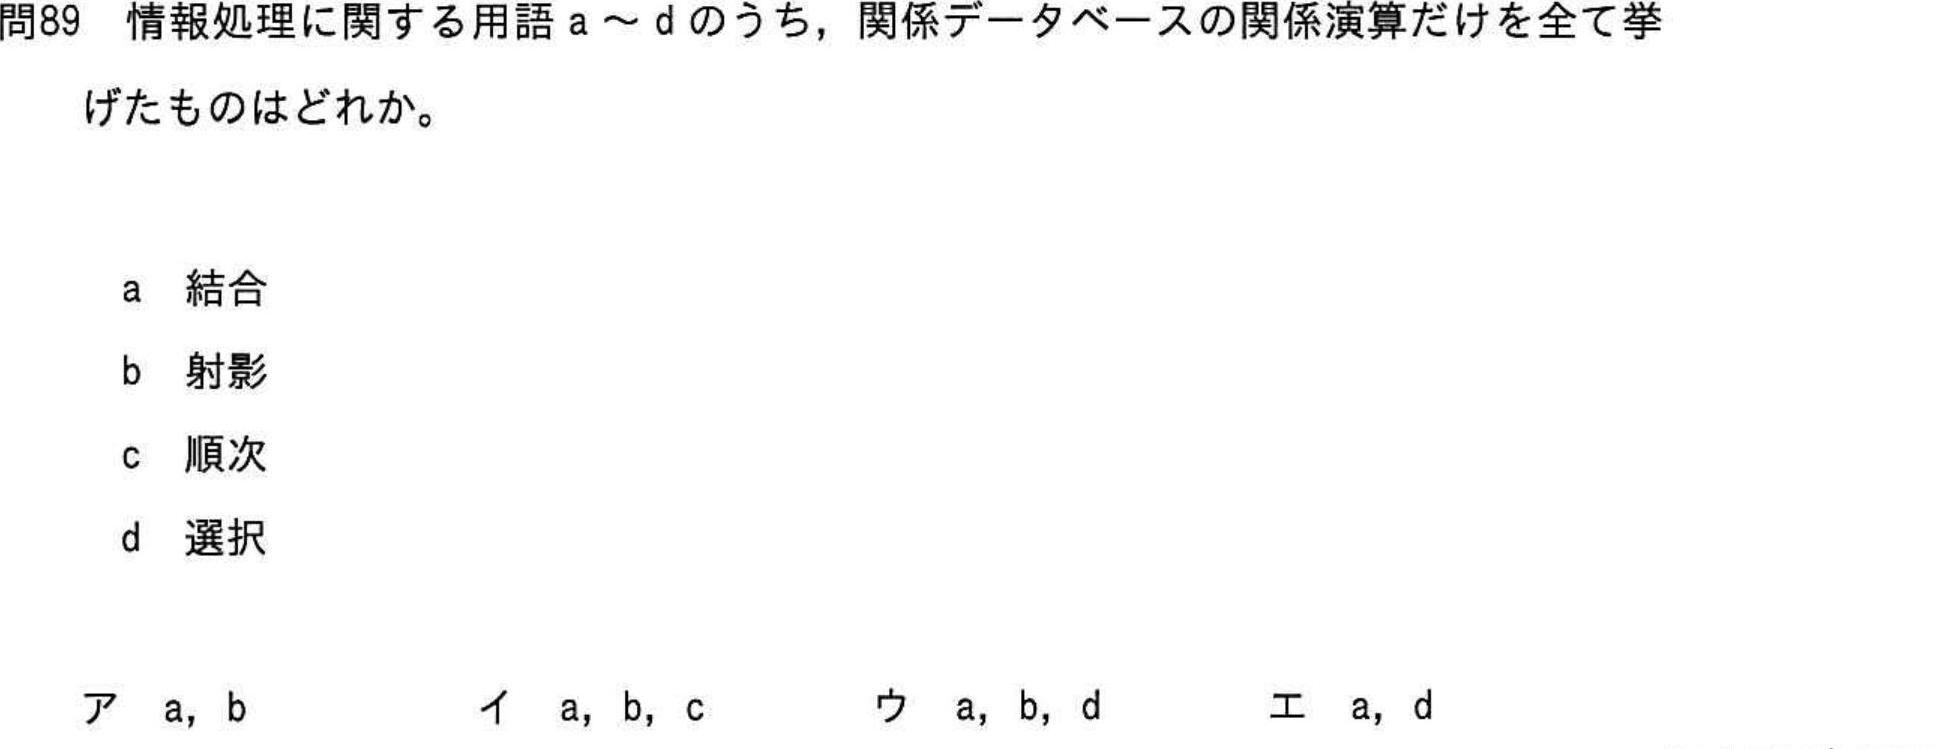 問89 情報処理に関する用語 a ～ d のうち，関係データベースの関係演算だけを全て挙
げたものはどれか。
a 結合
b 射影
c 順次
d 選択
ア a, b イ a, b, c ウ a, b, d エ a, d